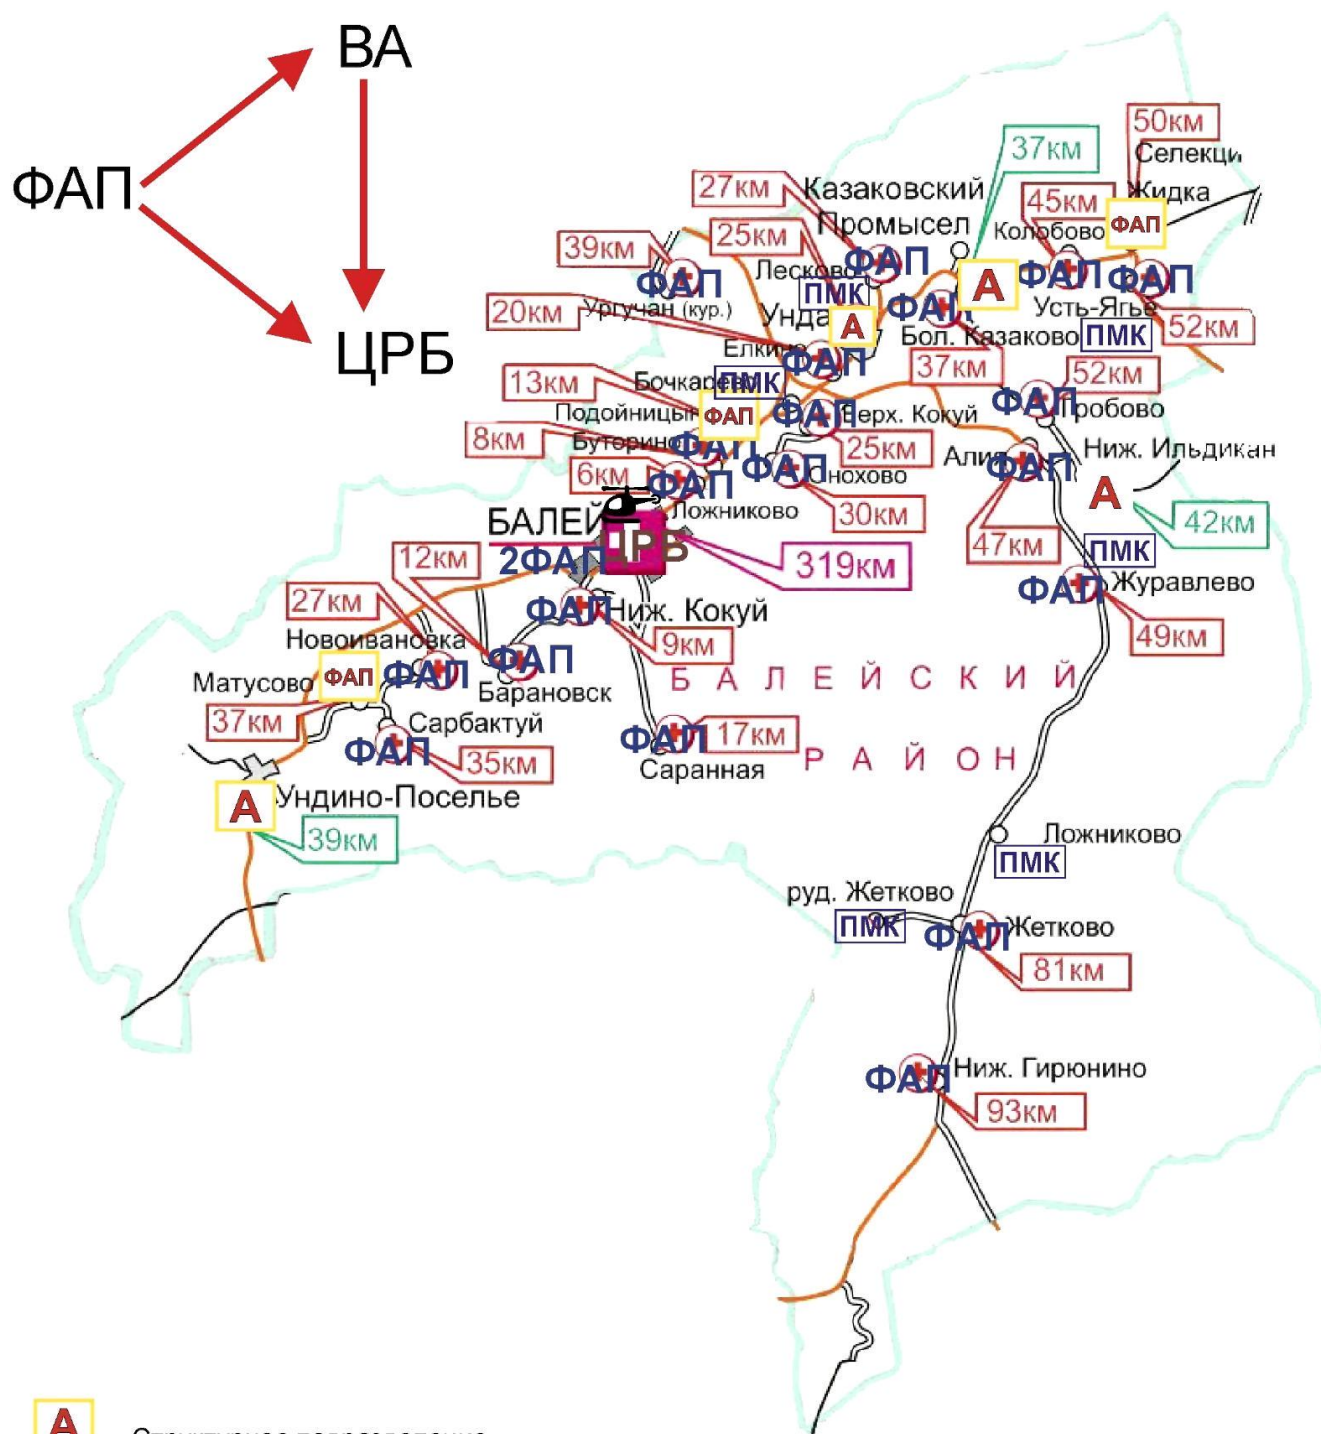 ВА
ФАП
ЦРБ
50км
Селекци
37км
Жидка
27км
Казаковский
Промысел
45км
ФАП
Колобово
25км
39км
Лесково
ФАП
ФАП
ФАП
ФАП
А
ПМК
ФАП
Ургучан (кур.)
Усть-Ягье
20км
Унда
А
Бол. Казаково
ПМК
52км
Елкино
ФАП
37км
52км
13км
Бочкарево
ПМК
ФАП
Подойницын
ФАП
ФАП
Верх. Кокуй
8км
Буторино
ФАП
25км
Алия
Ниж. Ильдикан
6км
ФАП
ФАП
Онохово
ФАП
А
Ложниково
30км
42км
БАЛЕЙ
ЦРБ
47км
12км
2ФАП
319км
ПМК
ФАП
Журавлево
27км
ФАП
Ниж. Кокуй
9км
49км
Новоивановка
Матусово
ФАП
ФАП
ФАП
БАЛЕЙСКИЙ
Барановск
37км
Сарбактуй
ФАП
17км
ФАП
35км
Саранная
РАЙОН
А
Ундино-Поселье
39км
Ложниково
ПМК
руд. Жетково
ПМК
ФАП
Жетково
81км
ФАП
Ниж. Гирюнино
93км
А